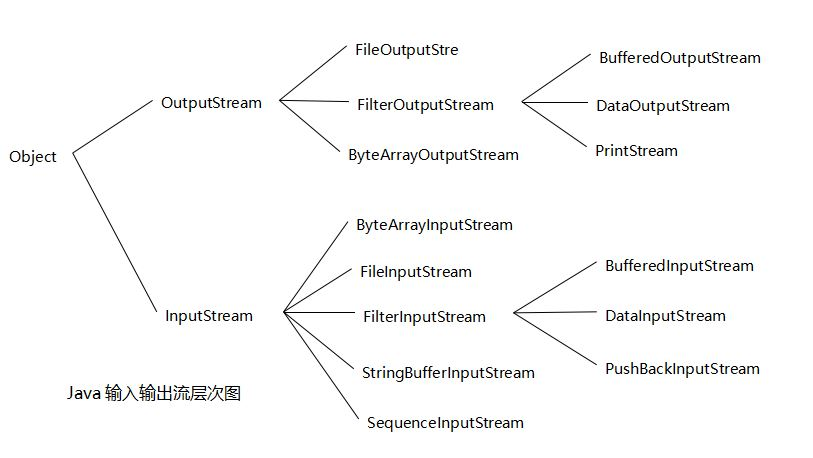 Object
OutputStream
FileOutputStre
FilterOutputStream
ByteArrayOutputStream
BufferedOutputStream
DataOutputStream
PrintStream
InputStream
ByteArrayInputStream
FileInputStream
FilterInputStream
StringBufferInputStream
SequenceInputStream
BufferedInputStream
DataInputStream
PushBackInputStream
Java 输入输出流层次图